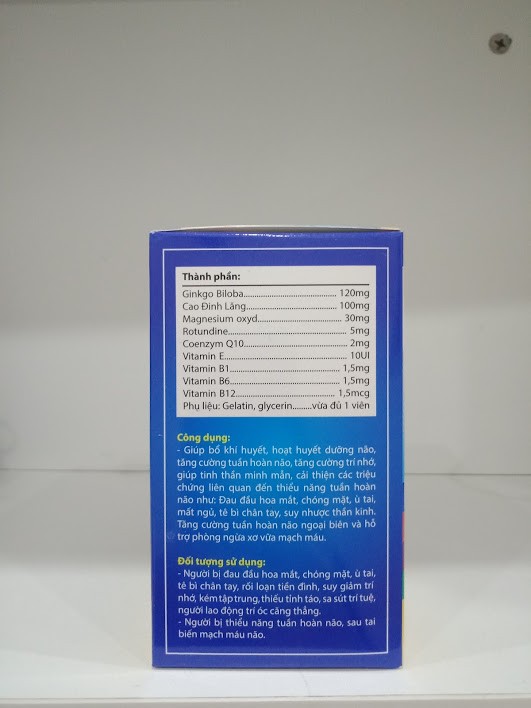 Thành phần:
Ginkgo Biloba.................................. 120mg
Cao Đinh Lăng................................. 100mg
Magnesium oxyd............................... 30mg
Rotundine........................................... 5mg
Coenzym Q10...................................... 2mg
Vitamin E............................................ 10UI
Vitamin B1......................................... 1,5mg
Vitamin B6......................................... 1,5mg
Vitamin B12..................................... 1,5mcg
Phụ liệu: Gelatin, glycerin.......vừa đủ 1 viên
Công dụng:
- Giúp bổ khí huyết, hoạt huyết dưỡng não,
tăng cường tuần hoàn não, tăng cường trí nhớ,
giúp tinh thần minh mẫn, cải thiện các triệu
chứng liên quan đến thiểu năng tuần hoàn
não như: Đau đầu hoa mắt, chóng mặt, ù tai,
mất ngủ, tê bì chân tay, suy nhược thần kinh.
Tăng cường tuần hoàn não ngoại biên và hỗ
trợ phòng ngừa xơ vữa mạch máu.
Đối tượng sử dụng:
- Người bị đau đầu hoa mắt, chóng mặt, ù tai,
tê bì chân tay, rối loạn tiền đình, suy giảm trí
nhớ, kém tập trung, thiếu tỉnh táo, sa sút trí tuệ,
người lao động trí óc căng thẳng.
- Người bị thiểu năng tuần hoàn não, sau tai
biến mạch máu não.